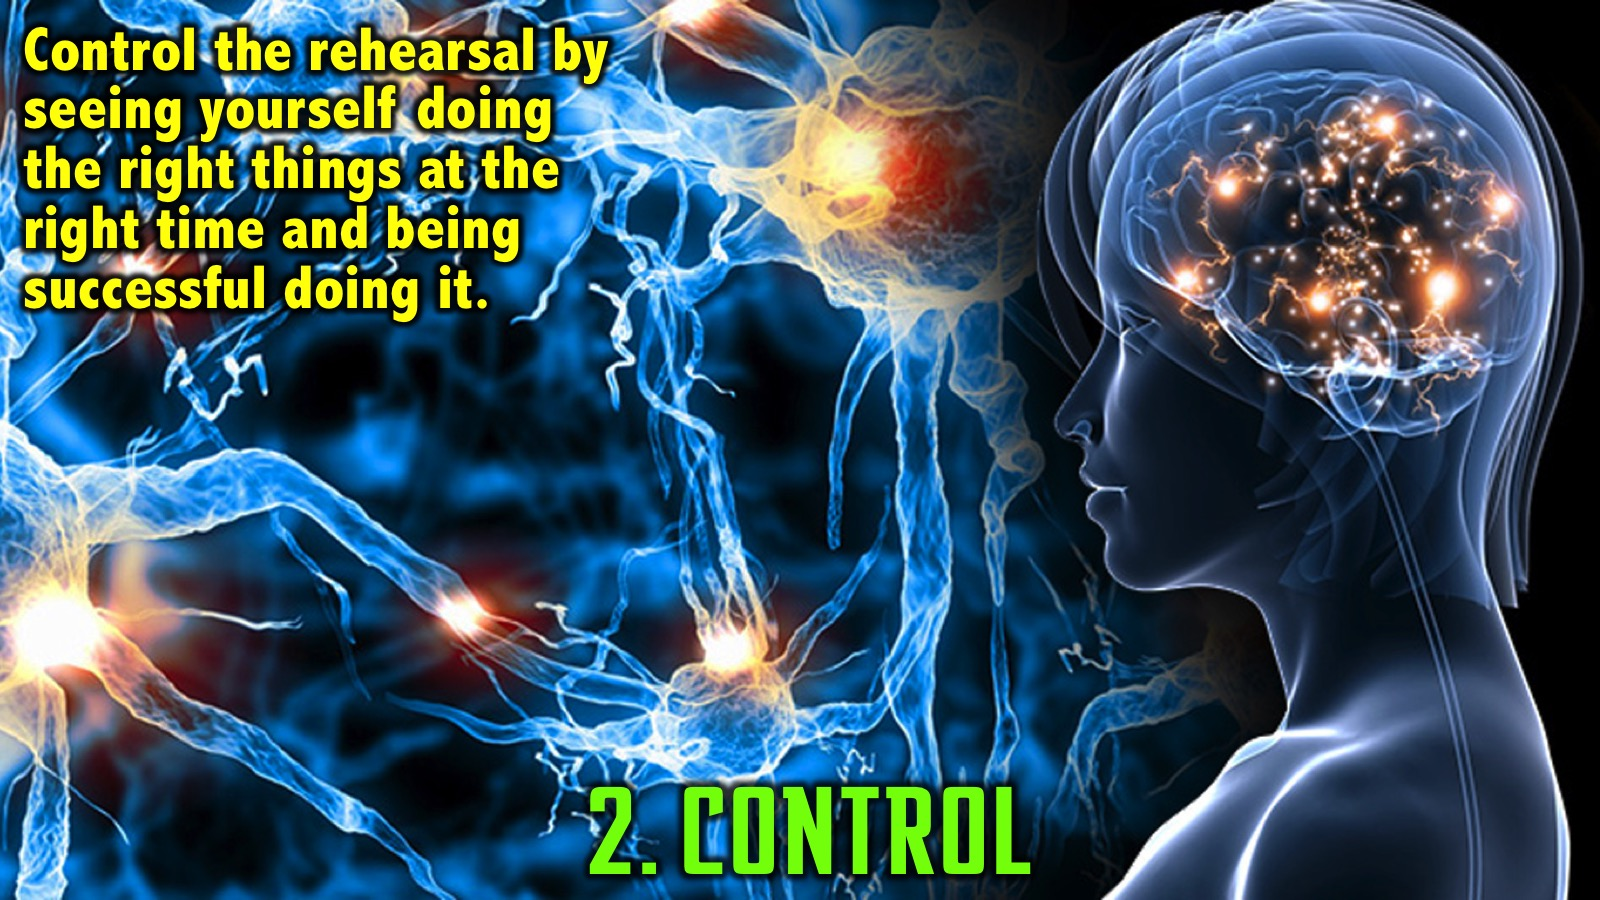 Control the rehearsal by
seeing yourself doing
the right things at the
right time and being
successful doing it.
2. CONTROL